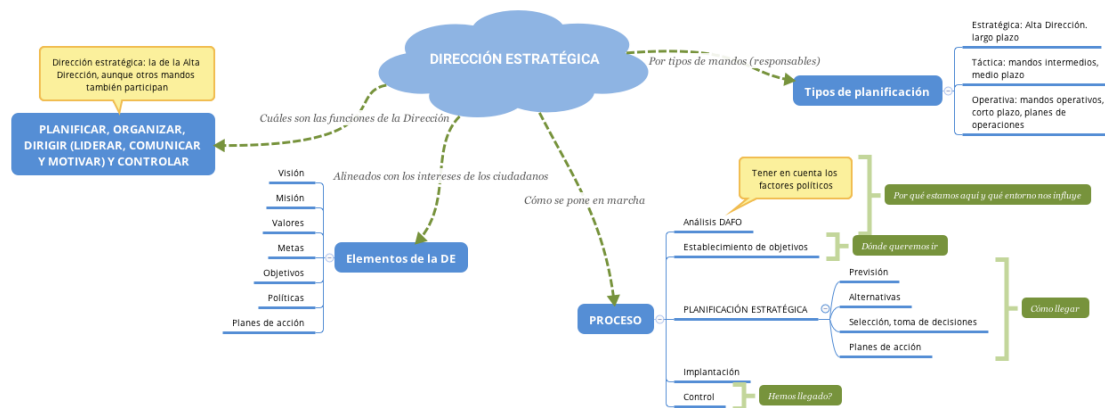 DIRECCIÓN ESTRATÉGICA
Dirección estratégica: la de la Alta
Dirección, aunque otros mandos
también participan
PLANIFICAR, ORGANIZAR,
DIRIGIR (LIDERAR, COMUNICAR
Y MOTIVAR) Y CONTROLAR
Cuáles son las funciones de la Dirección
Por tipos de mandos (responsables)
Tipos de planificación
Estratégica: Alta Dirección.
largo plazo
Táctica: mandos intermedios,
medio plazo
Operativa: mandos operativos,
corto plazo, planes de
operaciones
Alineados con los intereses de los ciudadanos
Elementos de la DE
Visión
Misión
Valores
Metas
Objetivos
Políticas
Planes de acción
Cómo se pone en marcha
PROCESO
Tener en cuenta los
factores políticos
Análisis DAFO
Por qué estamos aquí y qué entorno nos influye
Establecimiento de objetivos
Dónde queremos ir
PLANIFICACIÓN ESTRATÉGICA
Previsión
Alternativas
Selección, toma de decisiones
Planes de acción
Cómo llegar
Implantación
Control
Hemos llegado?